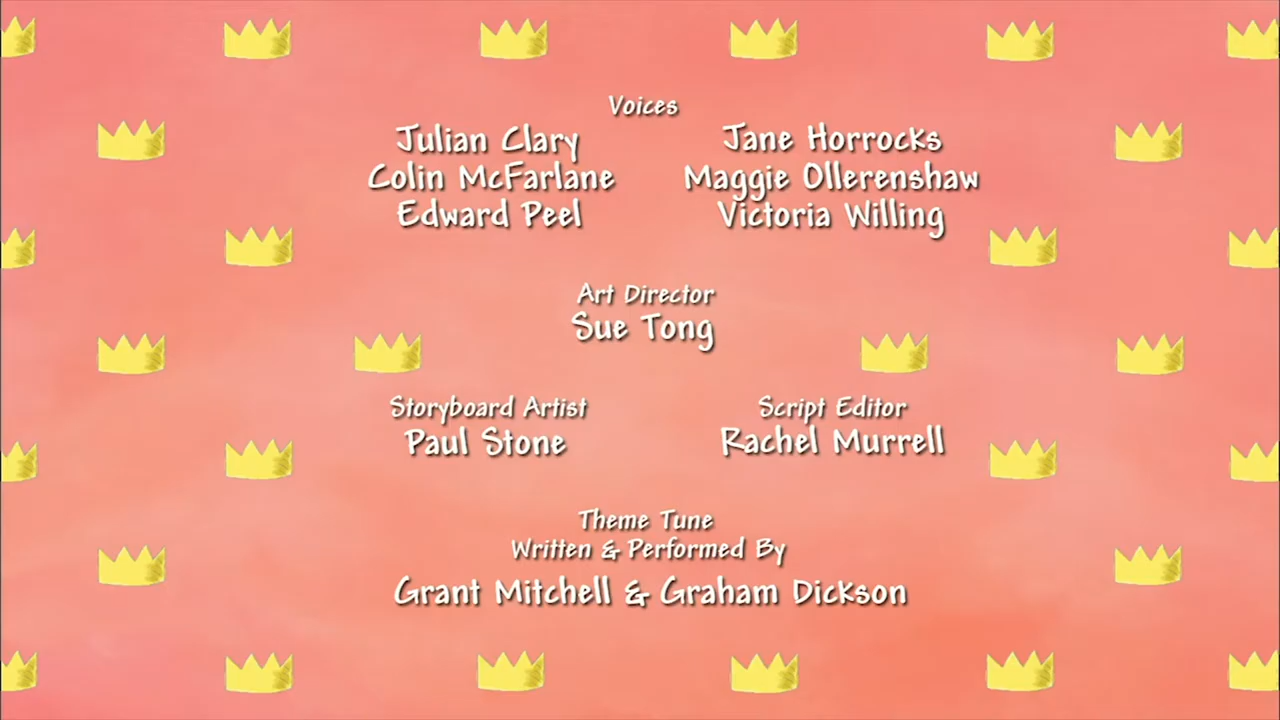 Voices
Julian Clary
Jane Horrocks
Colin McFarlane
Maggie Ollerenshaw
Edward Peel
Victoria Willing
Art Director
Sue Tong
Storyboard Artist
Paul Stone
Script Editor
Rachel Murrell
Theme Tune
Written & Performed By
Grant Mitchell & Graham Dickson